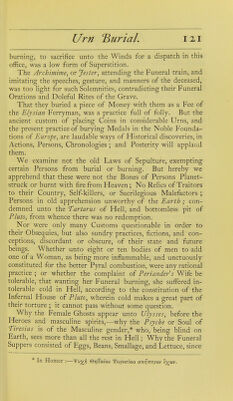 Urn Burial. 121
burning, to sacrifice unto the Winds for a dispatch in this
office, was a low form of Superstition.
The Archimime, or Jester, attending the Funeral train, and
imitating the speeches, gesture, and manners of the deceased,
was too light for such Solemnities, contradicting their Funeral
Orations and Doleful Rites of the Grave.
That they buried a piece of Money with them as a Fee of
the Elysian Ferryman, was a practice full of folly. But the
ancient custom of placing Coins in considerable Urns, and
the present practice of burying Medals in the Noble Founda-
tions of Europe, are laudable ways of Historical discoveries, in
Actions, Persons, Chronologies; and Posterity will applaud
them.
We examine not the old Laws of Sepulture, exempting
certain Persons from burial or burning. But hereby we
apprehend that these were not the Bones of Persons Planet-
struck or burnt with fire from Heaven; No Relics of Traitors
to their Country, Self-killers, or Sacrilegious Malefactors;
Persons in old apprehension unworthy of the Earth; con-
demned unto the Tartarus of Hell, and bottomless pit of
Pluto, from whence there was no redemption.
Nor were only many Customs questionable in order to
their Obsequies, but also sundry practices, fictions, and con-
ceptions, discordant or obscure, of their state and future
beings. Whether unto eight or ten bodies of men to add
one of a Woman, as being more inflammable, and unctuously
constituted for the better Pyral combustion, were any rational
practice; or whether the complaint of Periander's Wife be
tolerable, that wanting her Funeral burning, she suffered in-
tolerable cold in Hell, according to the constitution of the
Infernal House of Pluto, wherein cold makes a great part of
their torture; it cannot pass without some question.
Why the Female Ghosts appear unto Ulysses, before the
Heroes and masculine spirits,—why the Psyche or Soul of
Tiresias is of the Masculine gender,* who, being blind on
Earth, sees more than all the rest in Hell; Why the Funeral
Suppers consisted of Eggs, Beans, Smallage, and Lettuce, since
* In Homer:—Ψυχὴ